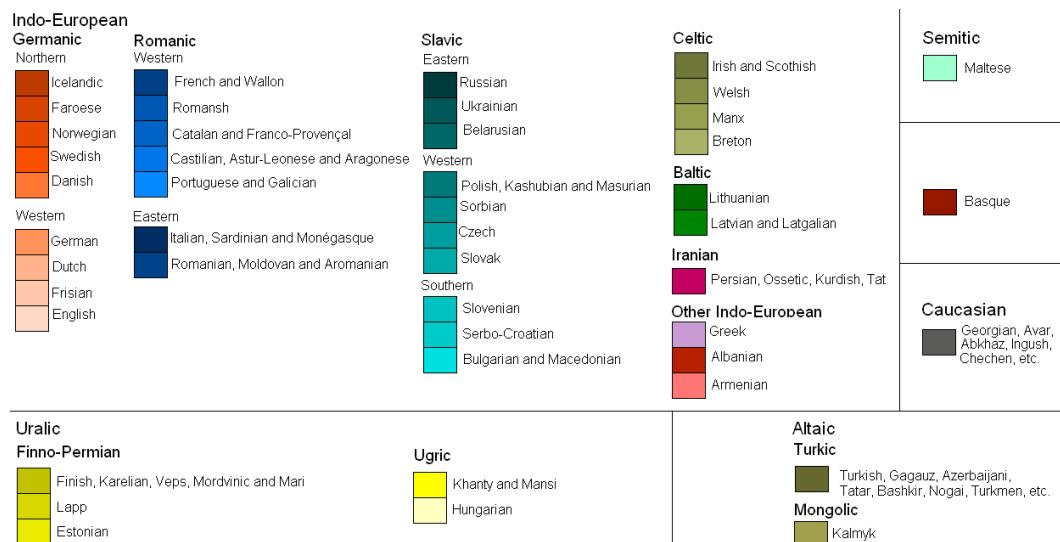 Indo-European
Germanic
Northern
Icelandic
Faroese
Norwegian
Swedish
Danish
Western
German
Dutch
Frisian
English
Romanic
Western
French and Wallon
Romansh
Catalan and Franco-Provençal
Castilian, Astur-Leonese and Aragonese
Portuguese and Galician
Eastern
Italian, Sardinian and Monégasque
Romanian, Moldovan and Aromanian
Slavic
Eastern
Russian
Ukrainian
Belarusian
Western
Polish, Kashubian and Masurian
Sorbian
Czech
Slovak
Southern
Slovenian
Serbo-Croatian
Bulgarian and Macedonian
Celtic
Irish and Scothish
Welsh
Manx
Breton
Baltic
Lithuanian
Latvian and Latgalian
Iranian
Persian, Ossetic, Kurdish, Tat
Other Indo-European
Greek
Albanian
Armenian
Semitic
Maltese
Basque
Caucasian
Georgian, Avar,
Abkhaz, Ingush,
Chechen, etc.
Uralic
Finno-Permian
Finish, Karelian, Veps, Mordvinic and Mari
Lapp
Estonian
Ugric
Khanty and Mansi
Hungarian
Altaic
Turkic
Turkish, Gagauz, Azerbaijani,
Tatar, Bashkir, Nogai, Turkmen, etc.
Mongolic
Kalmyk